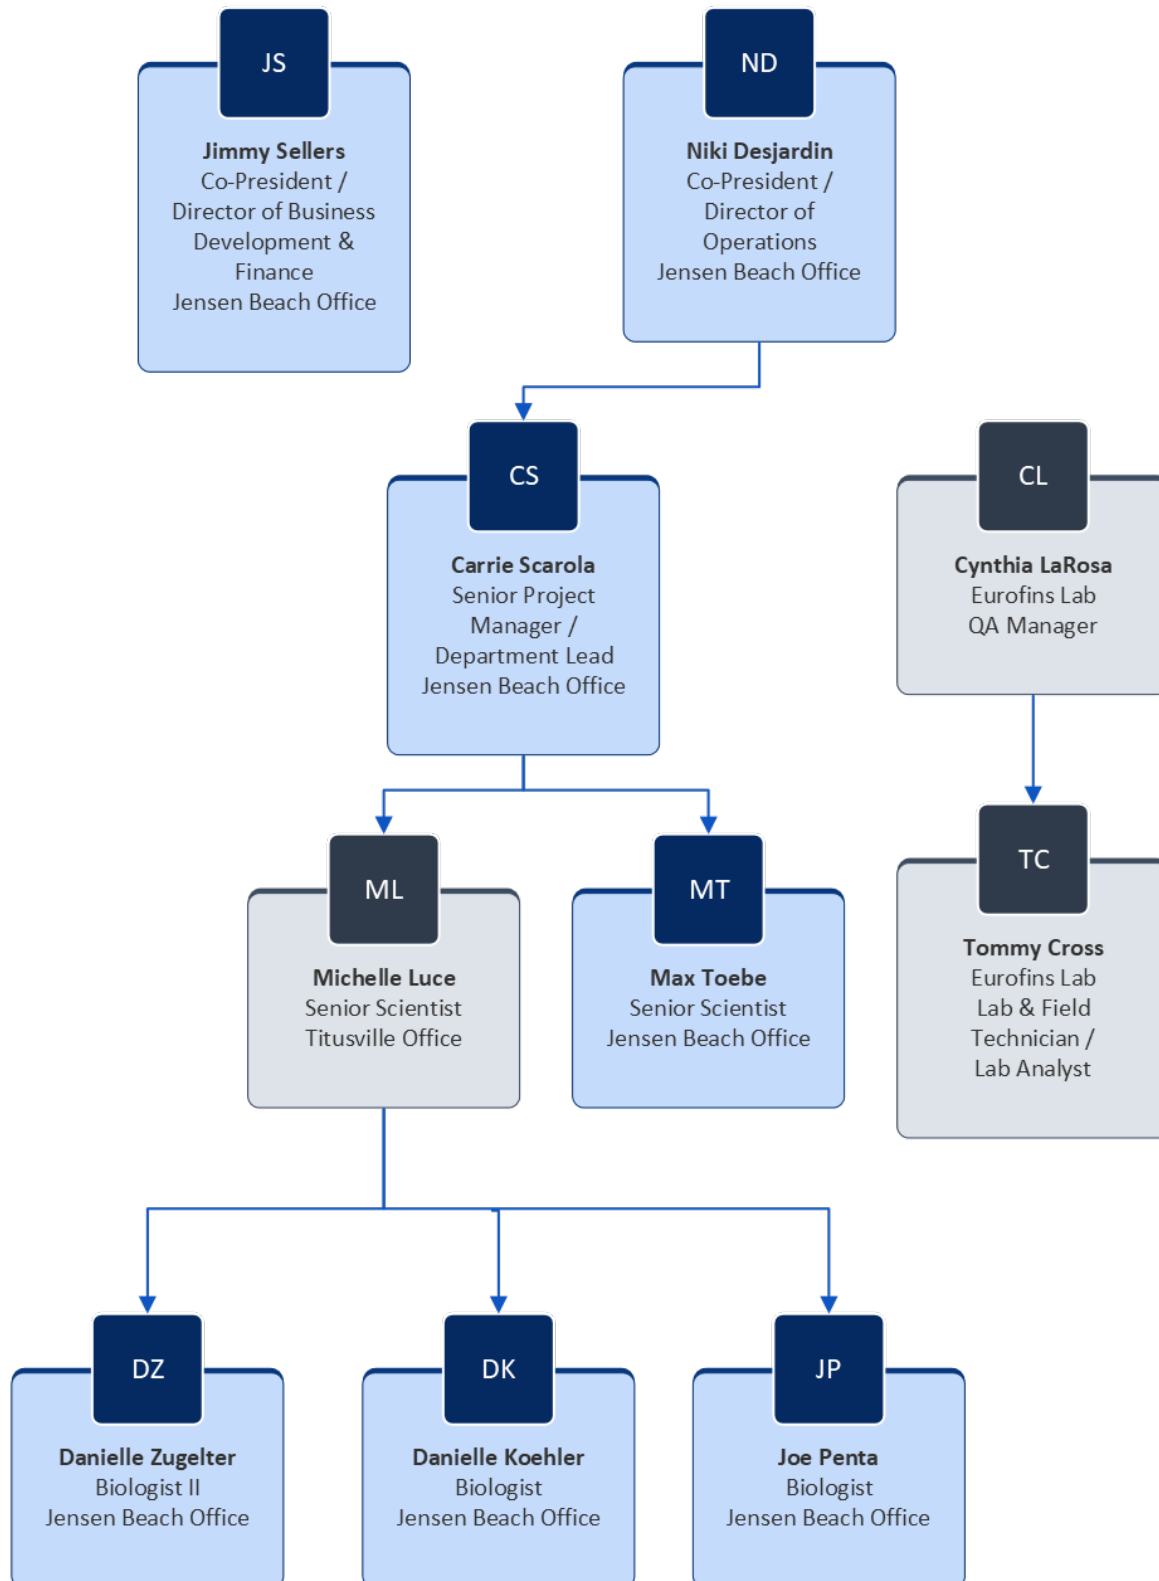 JS
Jimmy Sellers
Co-President /
Director of Business
Development &
Finance
Jensen Beach Office
ND
Niki Desjardin
Co-President /
Director of
Operations
Jensen Beach Office
CS
Carrie Scarola
Senior Project
Manager /
Department Lead
Jensen Beach Office
CL
Cynthia LaRosa
Eurofins Lab
QA Manager
ML
Michelle Luce
Senior Scientist
Titusville Office
MT
Max Toebe
Senior Scientist
Jensen Beach Office
TC
Tommy Cross
Eurofins Lab
Lab & Field
Technician /
Lab Analyst
DZ
Danielle Zugelter
Biologist II
Jensen Beach Office
DK
Danielle Koehler
Biologist
Jensen Beach Office
JP
Joe Penta
Biologist
Jensen Beach Office